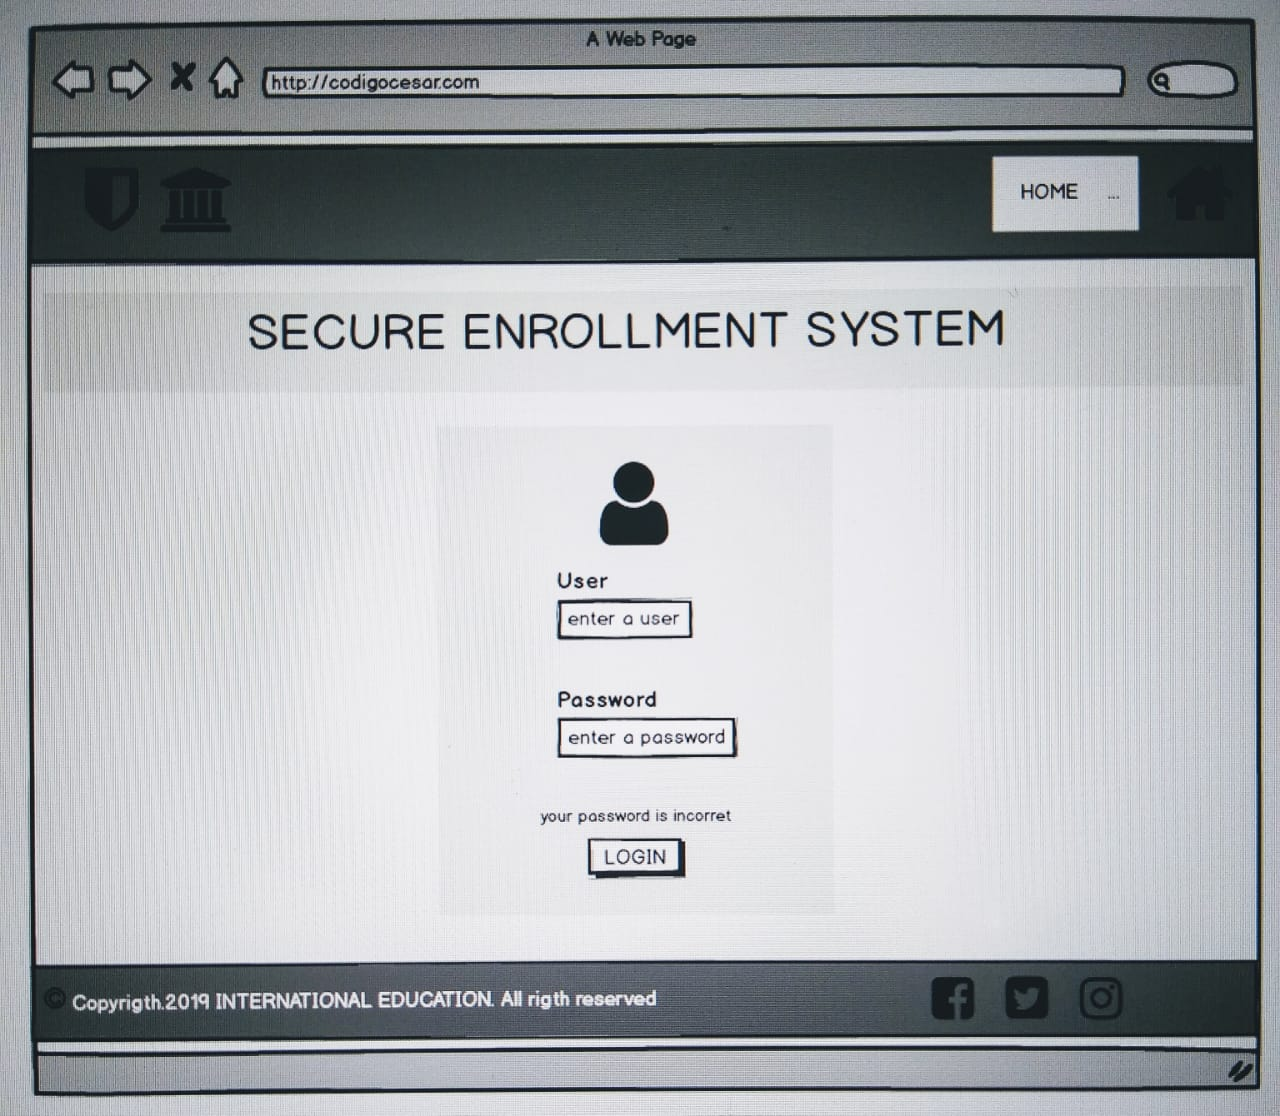 A Web Page
http://codigocesar.com
HOME ...
SECURE ENROLLMENT SYSTEM
User
enter a user
Password
enter a password
your password is incorret
LOGIN
© Copyrigth.2019 INTERNATIONAL EDUCATION. All rigth reserved